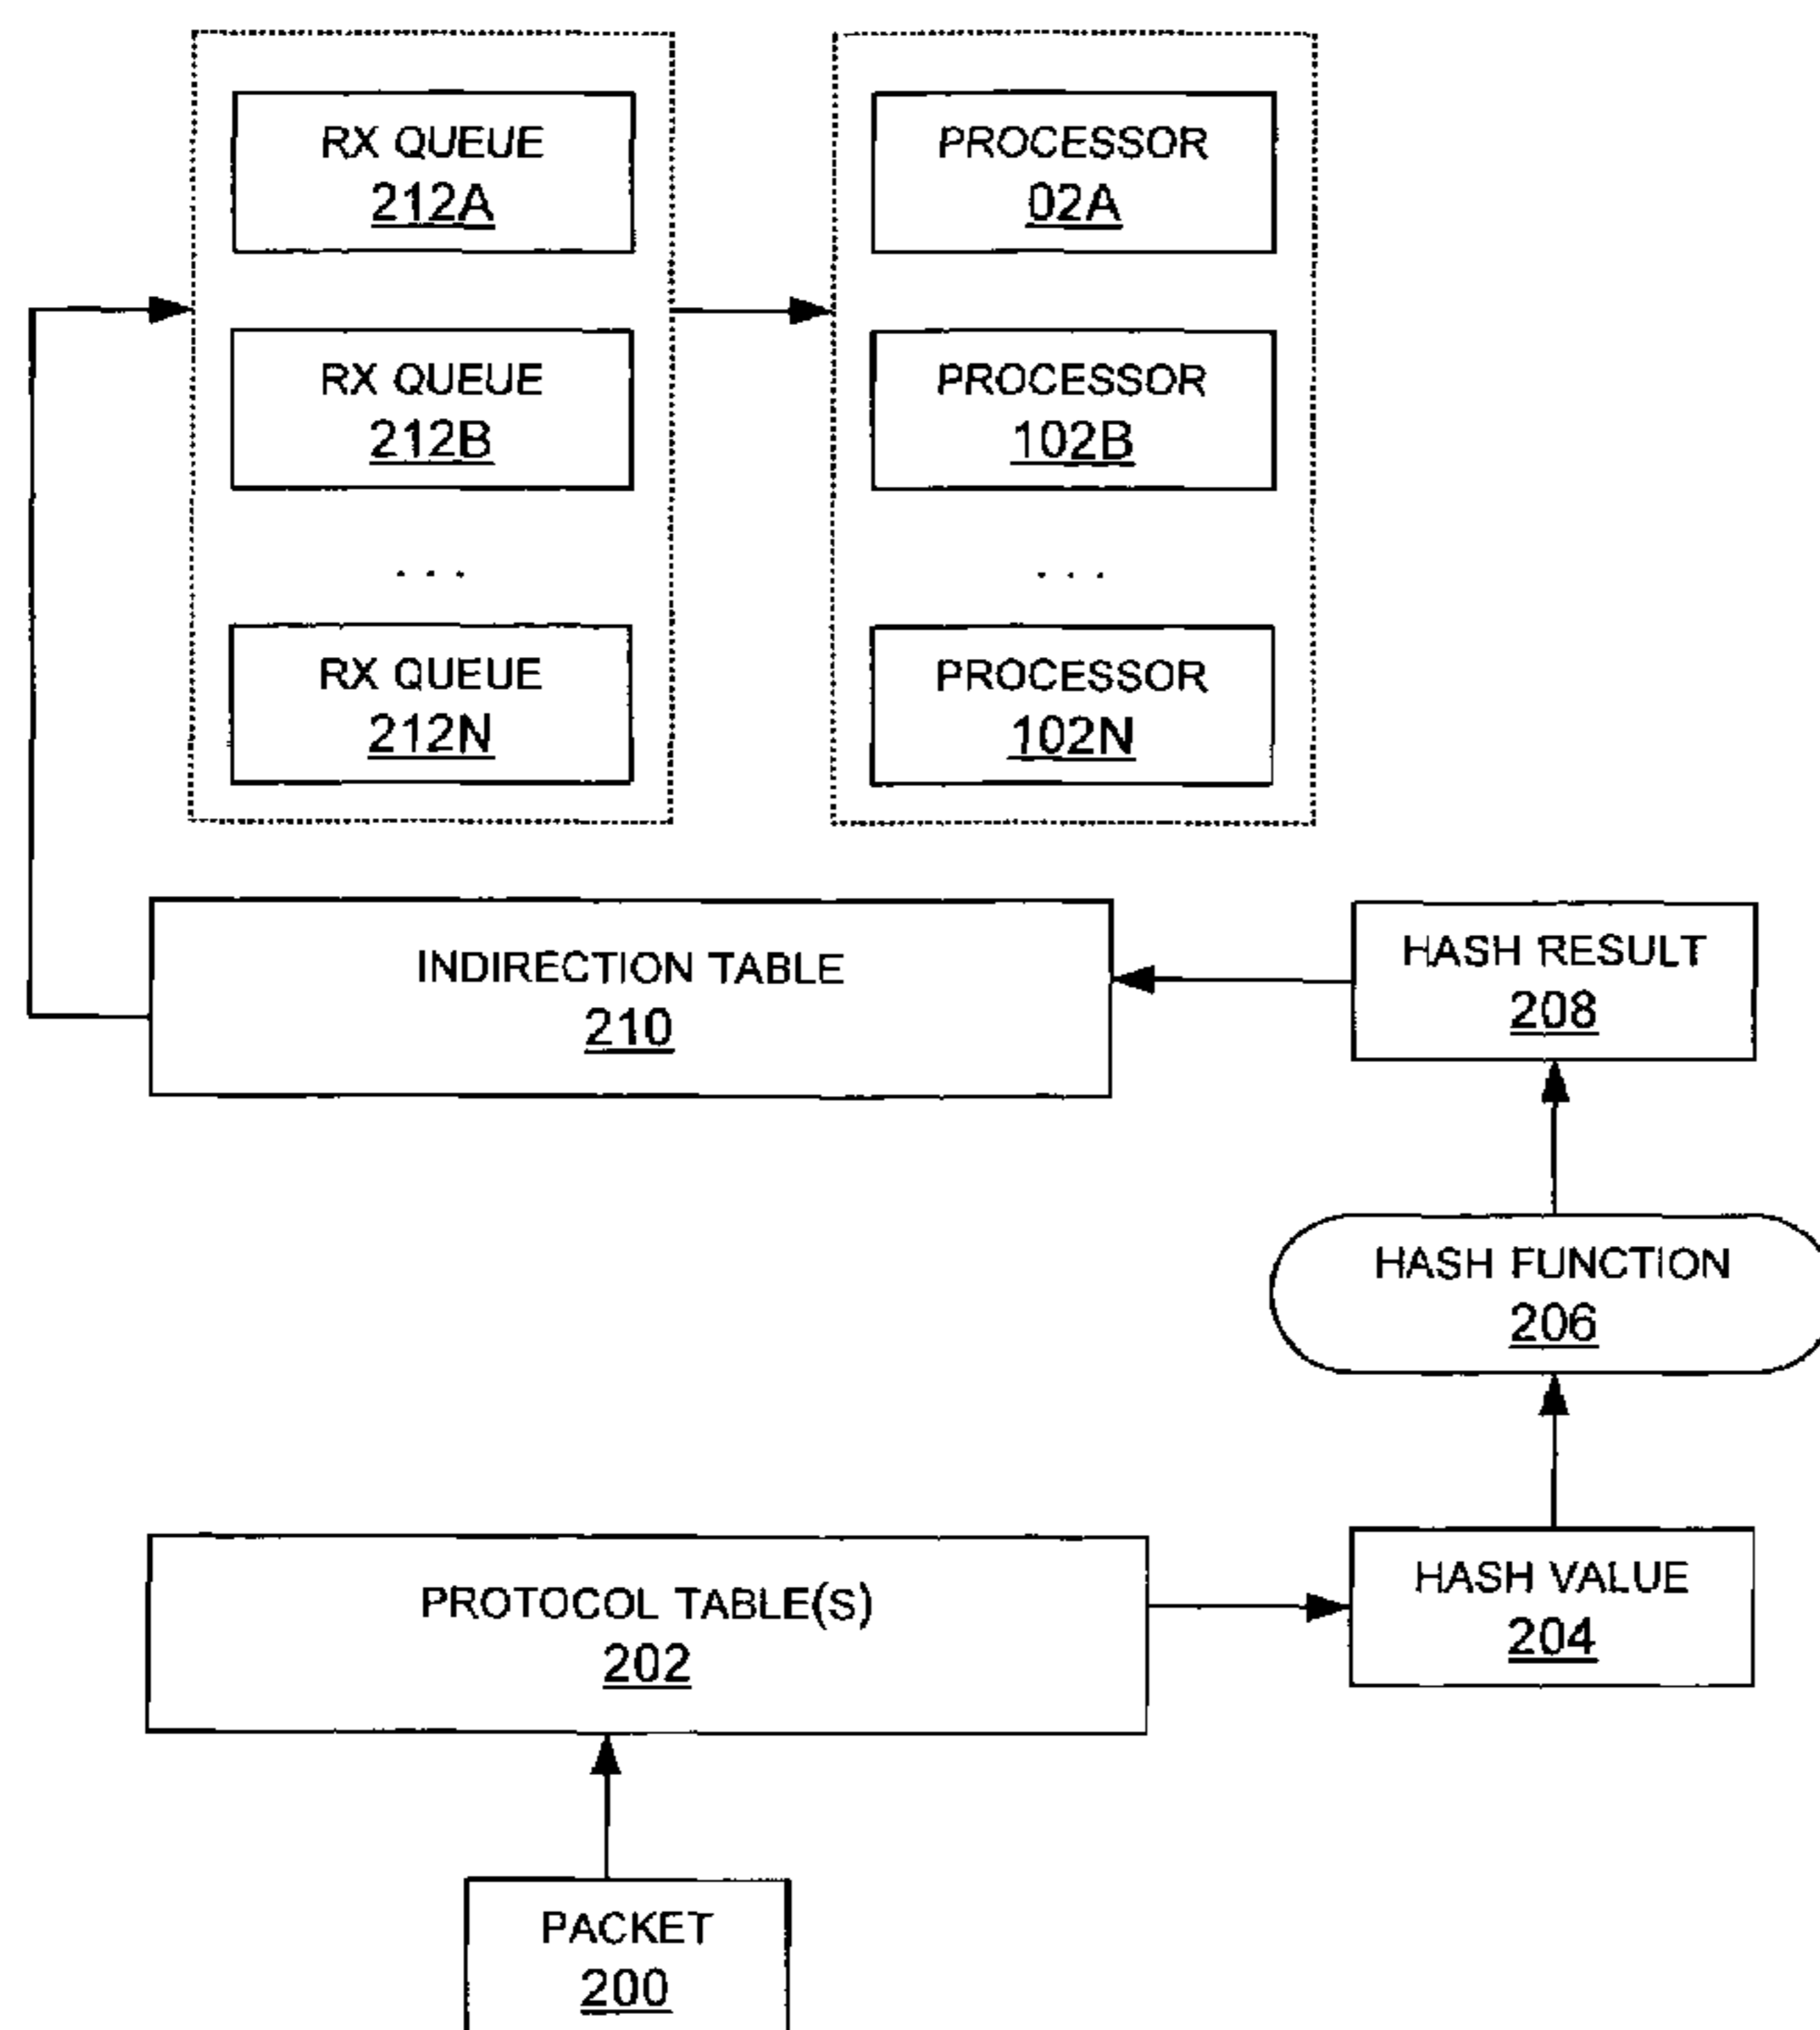 RX QUEUE
212A
PROCESSOR
02A
RX QUEUE
212B
PROCESSOR
102B
. . .
. . .
RX QUEUE
212N
PROCESSOR
102N
INDIRECTION TABLE
210
HASH RESULT
208
HASH FUNCTION
206
PROTOCOL TABLE(S)
202
HASH VALUE
204
PACKET
200